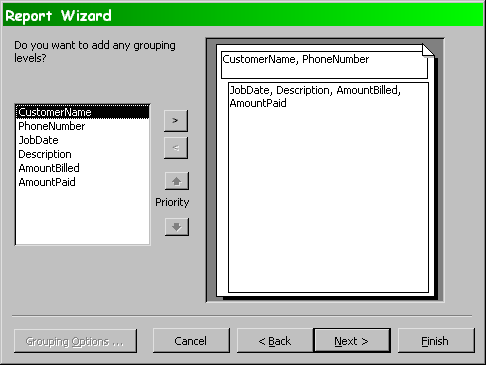 Report Wizard
Do you want to add any grouping
levels?
CustomerName
PhoneNumber
JobDate
Description
AmountBilled
AmountPaid
>
<
Priority
CustomerName, PhoneNumber
JobDate, Description, AmountBilled,
AmountPaid
Grouping Options ...
Cancel
< Back
Next >
Finish